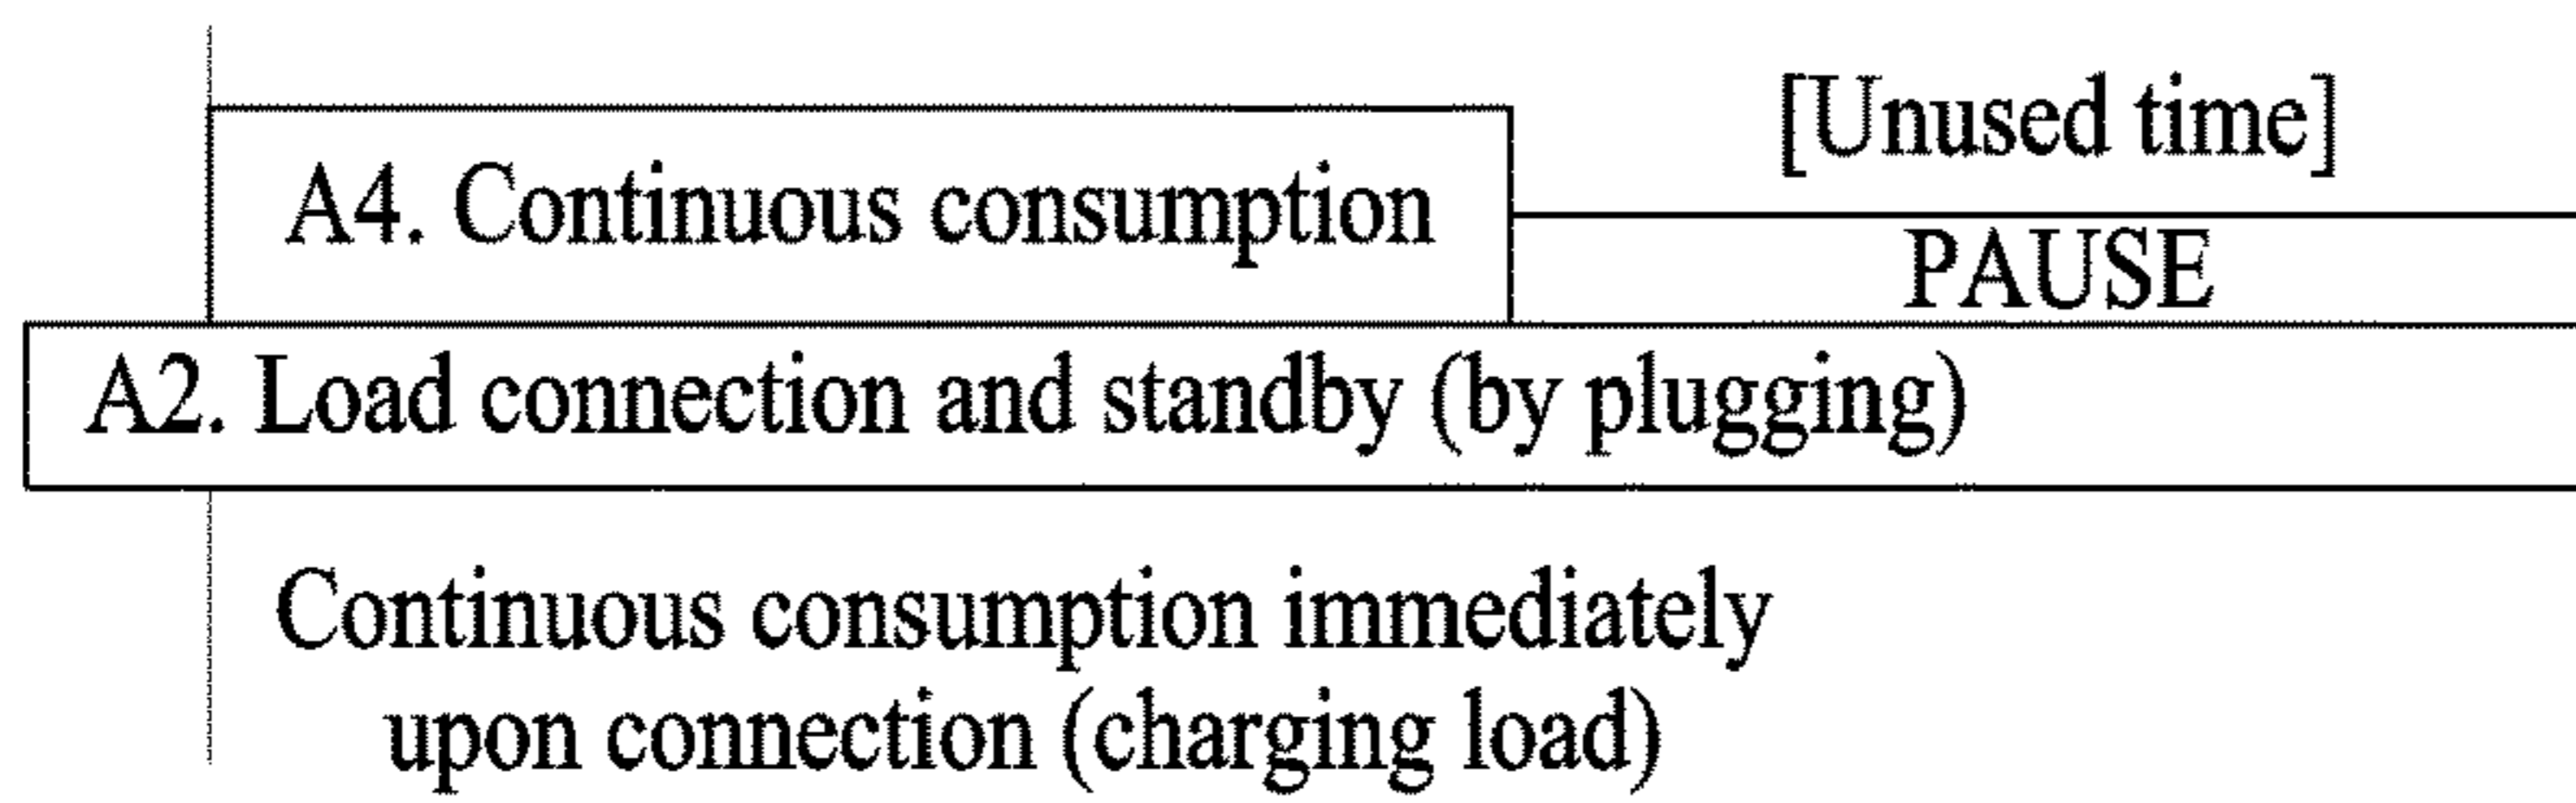 [Unused time]
A4. Continuous consumption
PAUSE
A2. Load connection and standby (by plugging)
Continuous consumption immediately
upon connection (charging load)